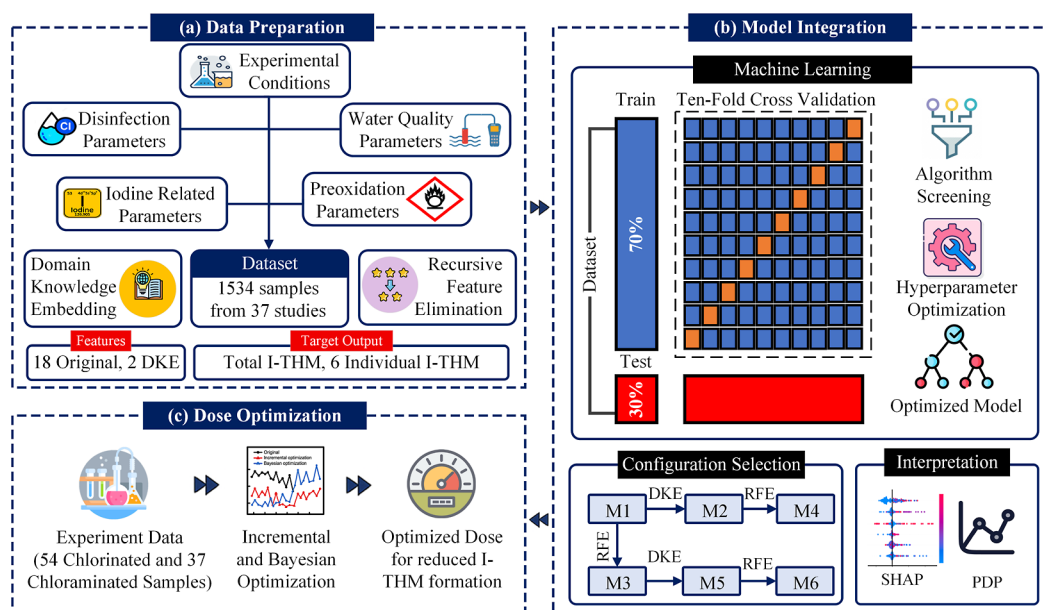 (a) Data Preparation
Experimental
Conditions
Cl
Disinfection
Parameters
Water Quality
Parameters
I
Iodine
Iodine Related
Parameters
Preoxidation
Parameters
Domain
Knowledge
Embedding
Dataset
1534 samples
from 37 studies
Recursive
Feature
Elimination
Features
18 Original, 2 DKE
Target Output
Total I-THM, 6 Individual I-THM
(b) Model Integration
Machine Learning
Train
Ten-Fold Cross Validation
Dataset
70%
Test
30%
Algorithm
Screening
Hyperparameter
Optimization
Optimized Model
Configuration Selection
M1
DKE
M2
RFE
M4
RFE
M3
DKE
M5
RFE
M6
Interpretation
SHAP
PDP
(c) Dose Optimization
Original
Incremental optimization
Bayesian optimization
Experiment Data
(54 Chlorinated and 37
Chloraminated Samples)
Incremental
and Bayesian
Optimization
Optimized Dose
for reduced I-
THM formation